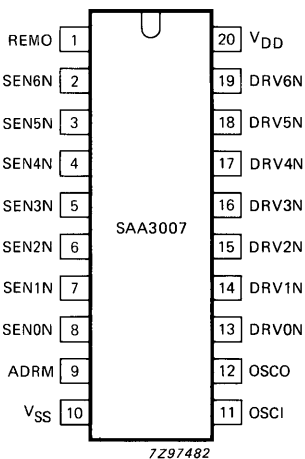 REMO 1 20 VDD
SEN6N 2 19 DRV6N
SEN5N 3 18 DRV5N
SEN4N 4 17 DRV4N
SEN3N 5 16 DRV3N
SAA3007
SEN2N 6 15 DRV2N
SEN1N 7 14 DRV1N
SEN0N 8 13 DRV0N
ADRM 9 12 OSCO
VSS 10 11 OSCI
7Z97482